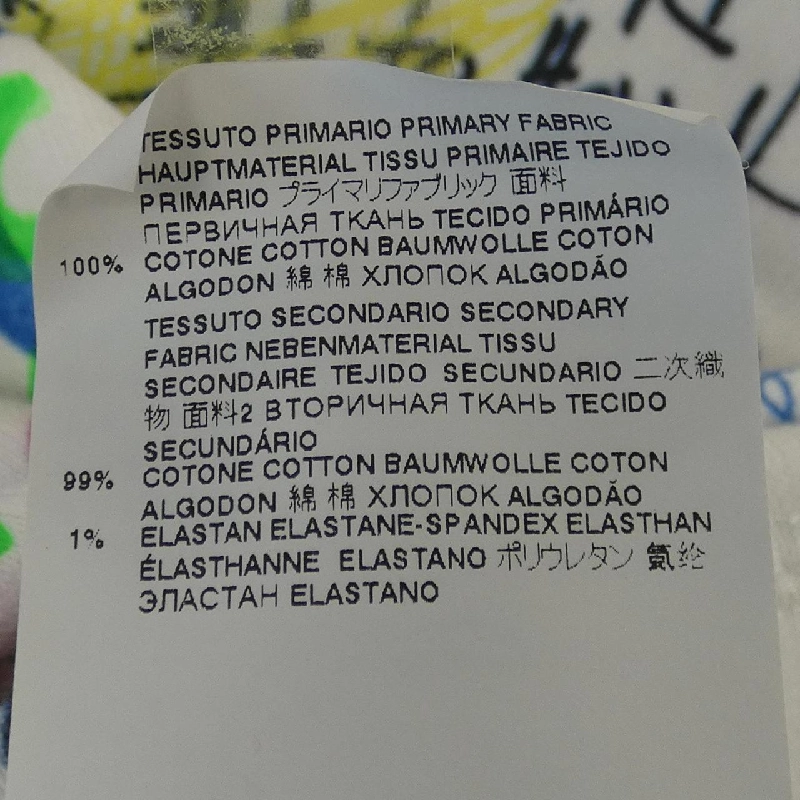 TESSUTO PRIMARIO PRIMARY FABRIC
HAUPTMATERIAL TISSU PRIMAIRE TEJIDO
PRIMARIO プライマリファブリック 面料
ПЕРВИЧНАЯ ТКАНЬ TECIDO PRIMÁRIO
100% COTONE COTTON BAUMWOLLE COTON
ALGODON 綿 棉 ХЛОПОК ALGODÃO
TESSUTO SECONDARIO SECONDARY
FABRIC NEBENMATERIAL TISSU
SECONDAIRE TEJIDO SECUNDARIO 二次織
物 面料2 ВТОРИЧНАЯ ТКАНЬ TECIDO
SECUNDÁRIO
99% COTONE COTTON BAUMWOLLE COTON
ALGODON 綿 棉 ХЛОПОК ALGODÃO
1% ELASTAN ELASTANE-SPANDEX ELASTHAN
ÉLASTHANNE ELASTANO ポリウレタン 氨纶
ЭЛАСТАН ELASTANO